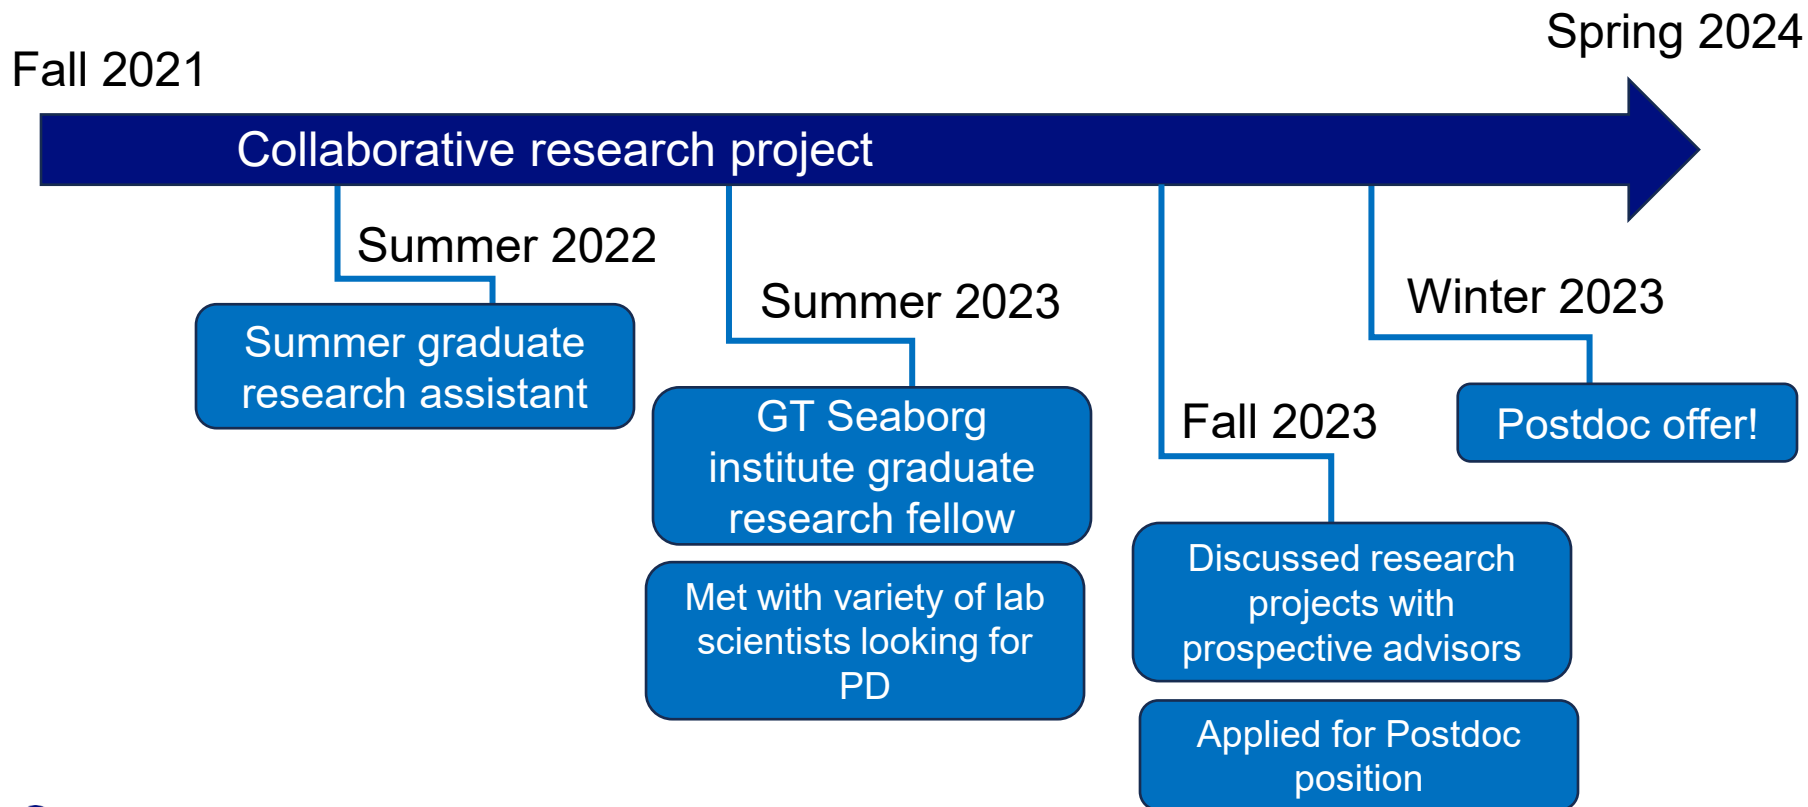 Fall 2021
Spring 2024
Collaborative research project
Summer 2022
Summer graduate
research assistant
Summer 2023
GT Seaborg
institute graduate
research fellow
Met with variety of lab
scientists looking for
PD
Fall 2023
Discussed research
projects with
prospective advisors
Applied for Postdoc
position
Winter 2023
Postdoc offer!